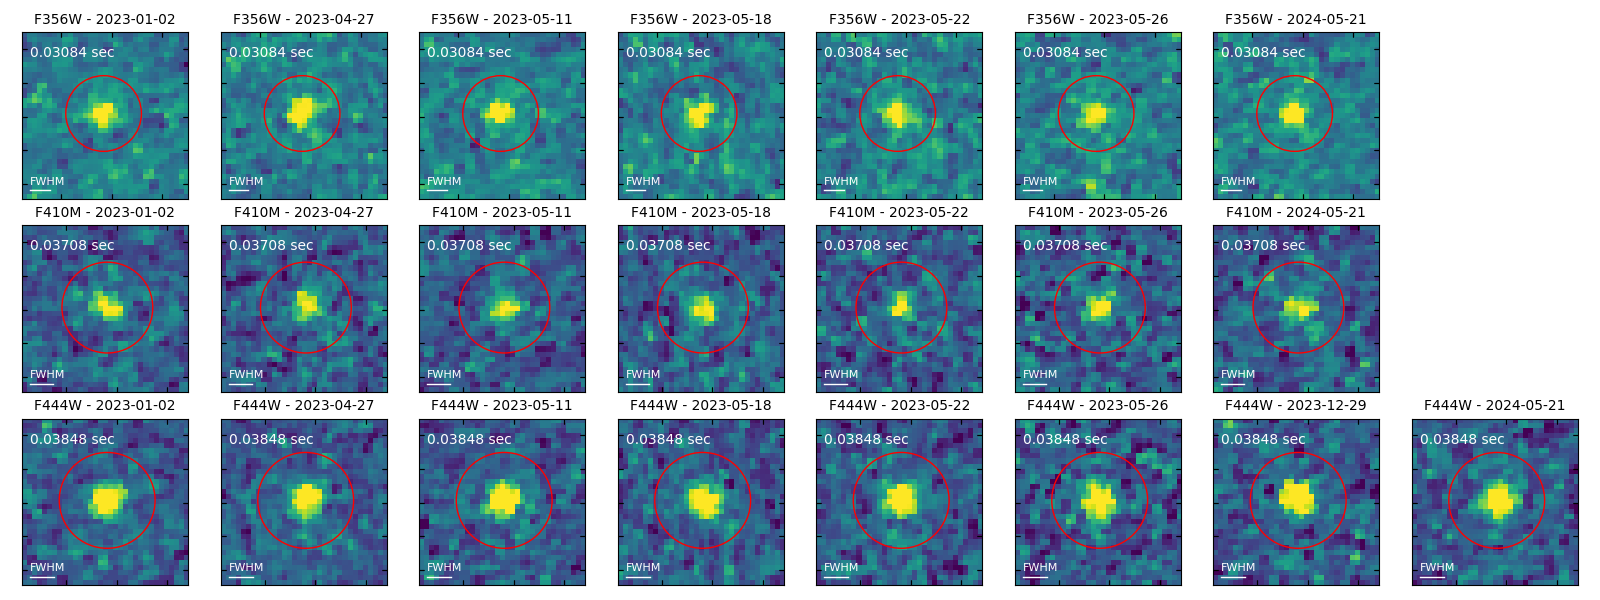 F356W - 2023-01-02
F356W - 2023-04-27
F356W - 2023-05-11
F356W - 2023-05-18
F356W - 2023-05-22
F356W - 2023-05-26
F356W - 2024-05-21
0.03084 sec
0.03084 sec
0.03084 sec
0.03084 sec
0.03084 sec
0.03084 sec
0.03084 sec
FWHM
FWHM
FWHM
FWHM
FWHM
FWHM
FWHM
F410M - 2023-01-02
F410M - 2023-04-27
F410M - 2023-05-11
F410M - 2023-05-18
F410M - 2023-05-22
F410M - 2023-05-26
F410M - 2024-05-21
0.03708 sec
0.03708 sec
0.03708 sec
0.03708 sec
0.03708 sec
0.03708 sec
0.03708 sec
FWHM
FWHM
FWHM
FWHM
FWHM
FWHM
FWHM
F444W - 2023-01-02
F444W - 2023-04-27
F444W - 2023-05-11
F444W - 2023-05-18
F444W - 2023-05-22
F444W - 2023-05-26
F444W - 2023-12-29
F444W - 2024-05-21
0.03848 sec
0.03848 sec
0.03848 sec
0.03848 sec
0.03848 sec
0.03848 sec
0.03848 sec
0.03848 sec
FWHM
FWHM
FWHM
FWHM
FWHM
FWHM
FWHM
FWHM